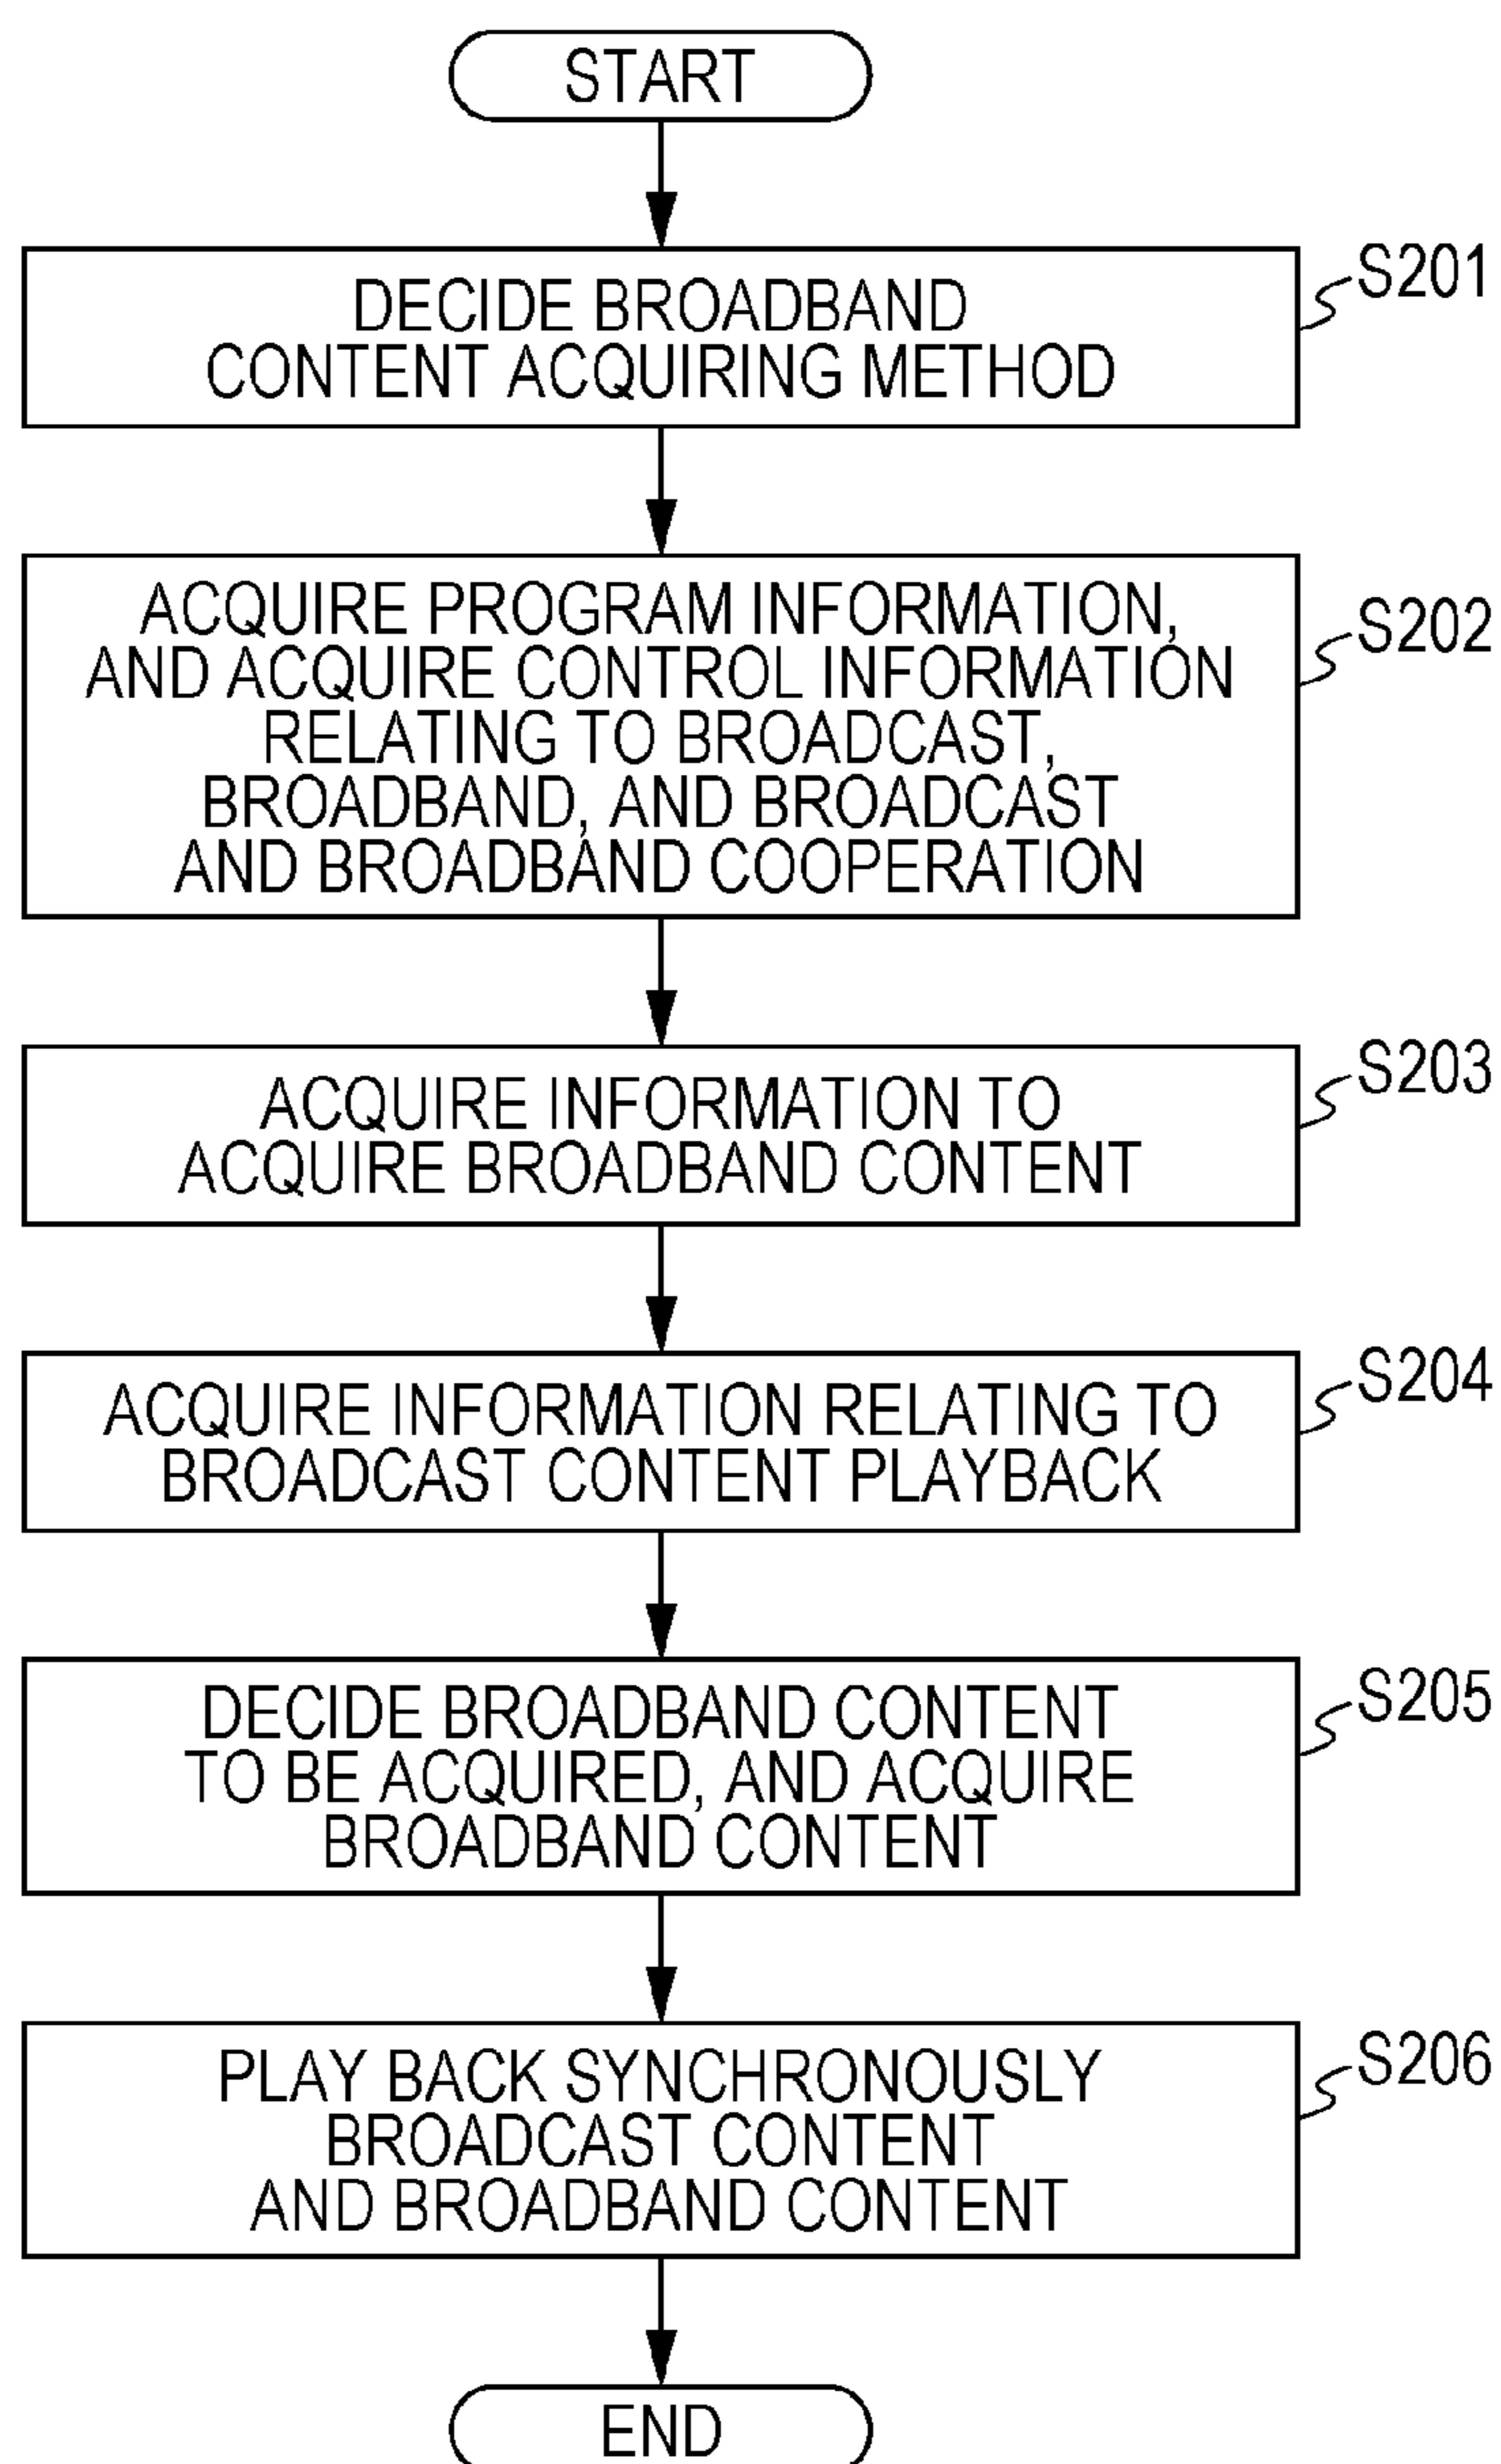 START
DECIDE BROADBAND
CONTENT ACQUIRING METHOD
S201
ACQUIRE PROGRAM INFORMATION,
AND ACQUIRE CONTROL INFORMATION
RELATING TO BROADCAST,
BROADBAND, AND BROADCAST
AND BROADBAND COOPERATION
S202
ACQUIRE INFORMATION TO
ACQUIRE BROADBAND CONTENT
S203
ACQUIRE INFORMATION RELATING TO
BROADCAST CONTENT PLAYBACK
S204
DECIDE BROADBAND CONTENT
TO BE ACQUIRED, AND ACQUIRE
BROADBAND CONTENT
S205
PLAY BACK SYNCHRONOUSLY
BROADCAST CONTENT
AND BROADBAND CONTENT
S206
END